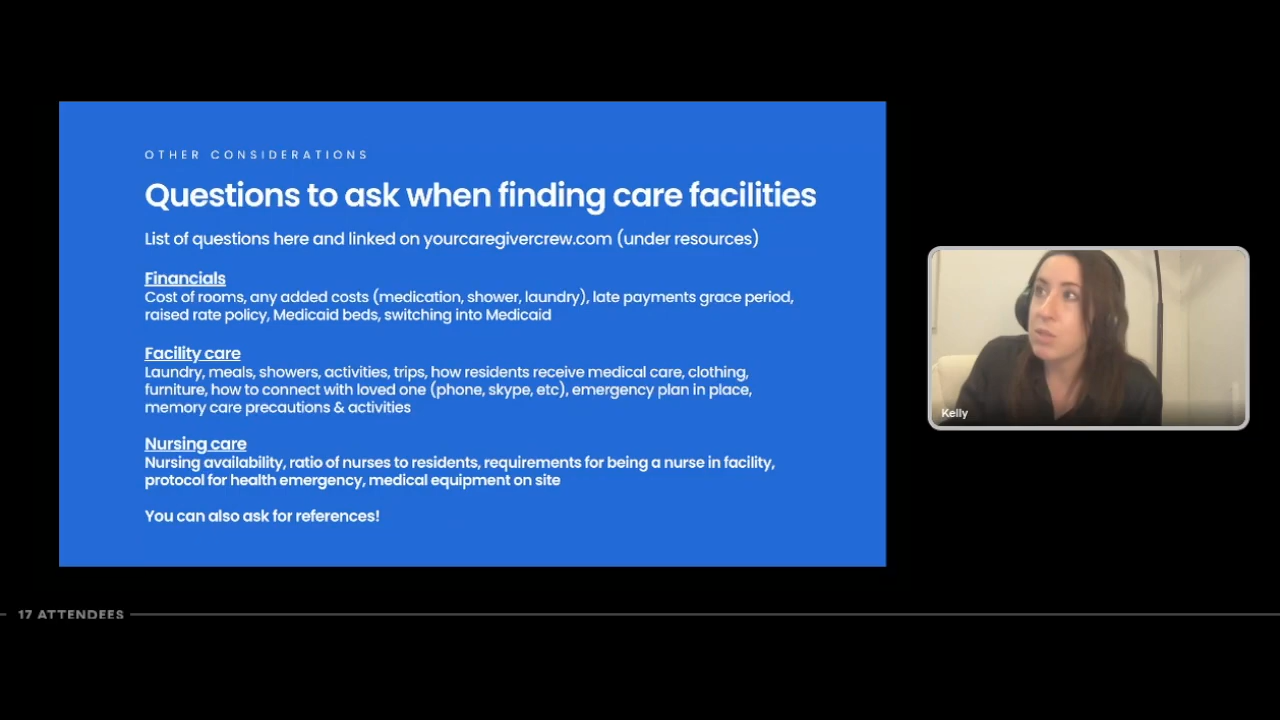 OTHER CONSIDERATIONS
Questions to ask when finding care facilities
List of questions here and linked on yourcaregivercrew.com (under resources)
Financials
Cost of rooms, any added costs (medication, shower, laundry), late payments grace period,
raised rate policy, Medicaid beds, switching into Medicaid
Facility care
Laundry, meals, showers, activities, trips, how residents receive medical care, clothing,
furniture, how to connect with loved one (phone, skype, etc), emergency plan in place,
memory care precautions & activities
Nursing care
Nursing availability, ratio of nurses to residents, requirements for being a nurse in facility,
protocol for health emergency, medical equipment on site
You can also ask for references!
Kelly
17 ATTENDEES